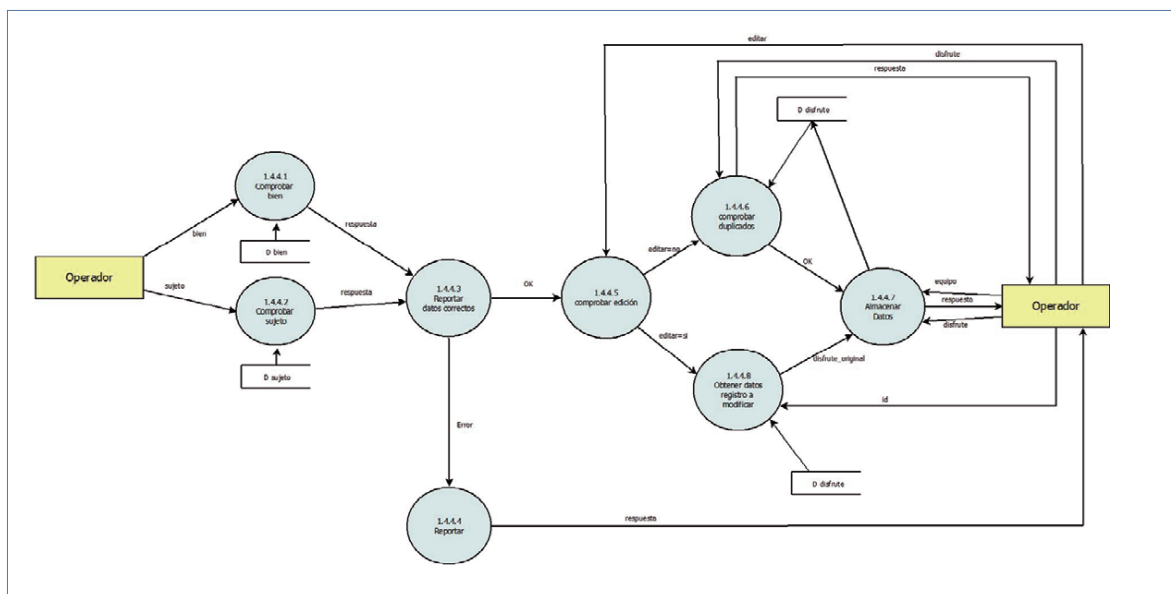 editar
disfrute
respuesta
D disfrute
1.4.4.1
Comprobar
bien
respuesta
1.4.4.6
comprobar
duplicados
bien
D bien
editar=no
OK
Operador
sujeto
1.4.4.2
Comprobar
sujeto
respuesta
1.4.4.3
Reportar
datos correctos
OK
1.4.4.5
comprobar edición
1.4.4.7
Almacenar
Datos
equipo
respuesta
disfrute
Operador
editar=si
Disfrute_original
D sujeto
1.4.4.8
Obtener datos
registro a
modificar
id
Error
D disfrute
1.4.4.4
Reportar
respuesta